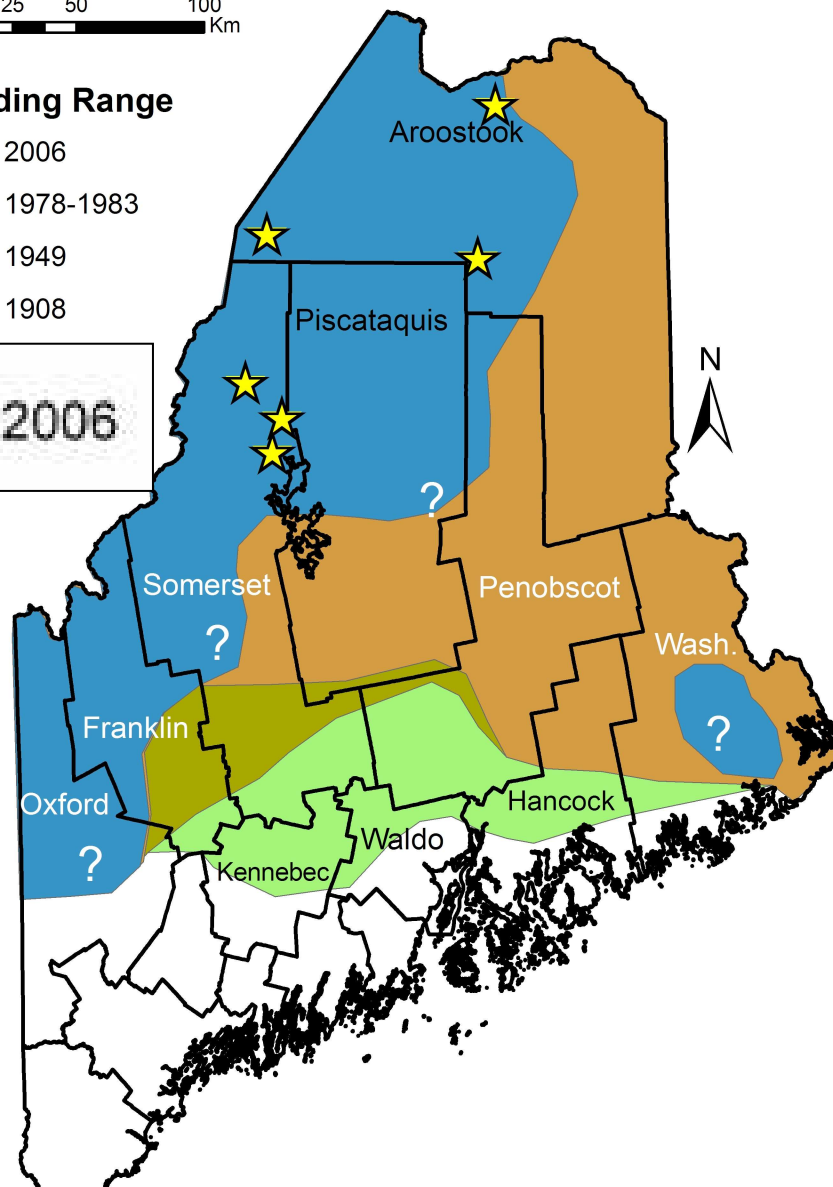 25 50 100
Km
ding Range
2006
1978-1983
1949
1908
2006
Aroostook
Piscataquis
N
?
Somerset
Penobscot
?
Wash.
Franklin
?
Oxford
Hancock
Waldo
?
Kennebec